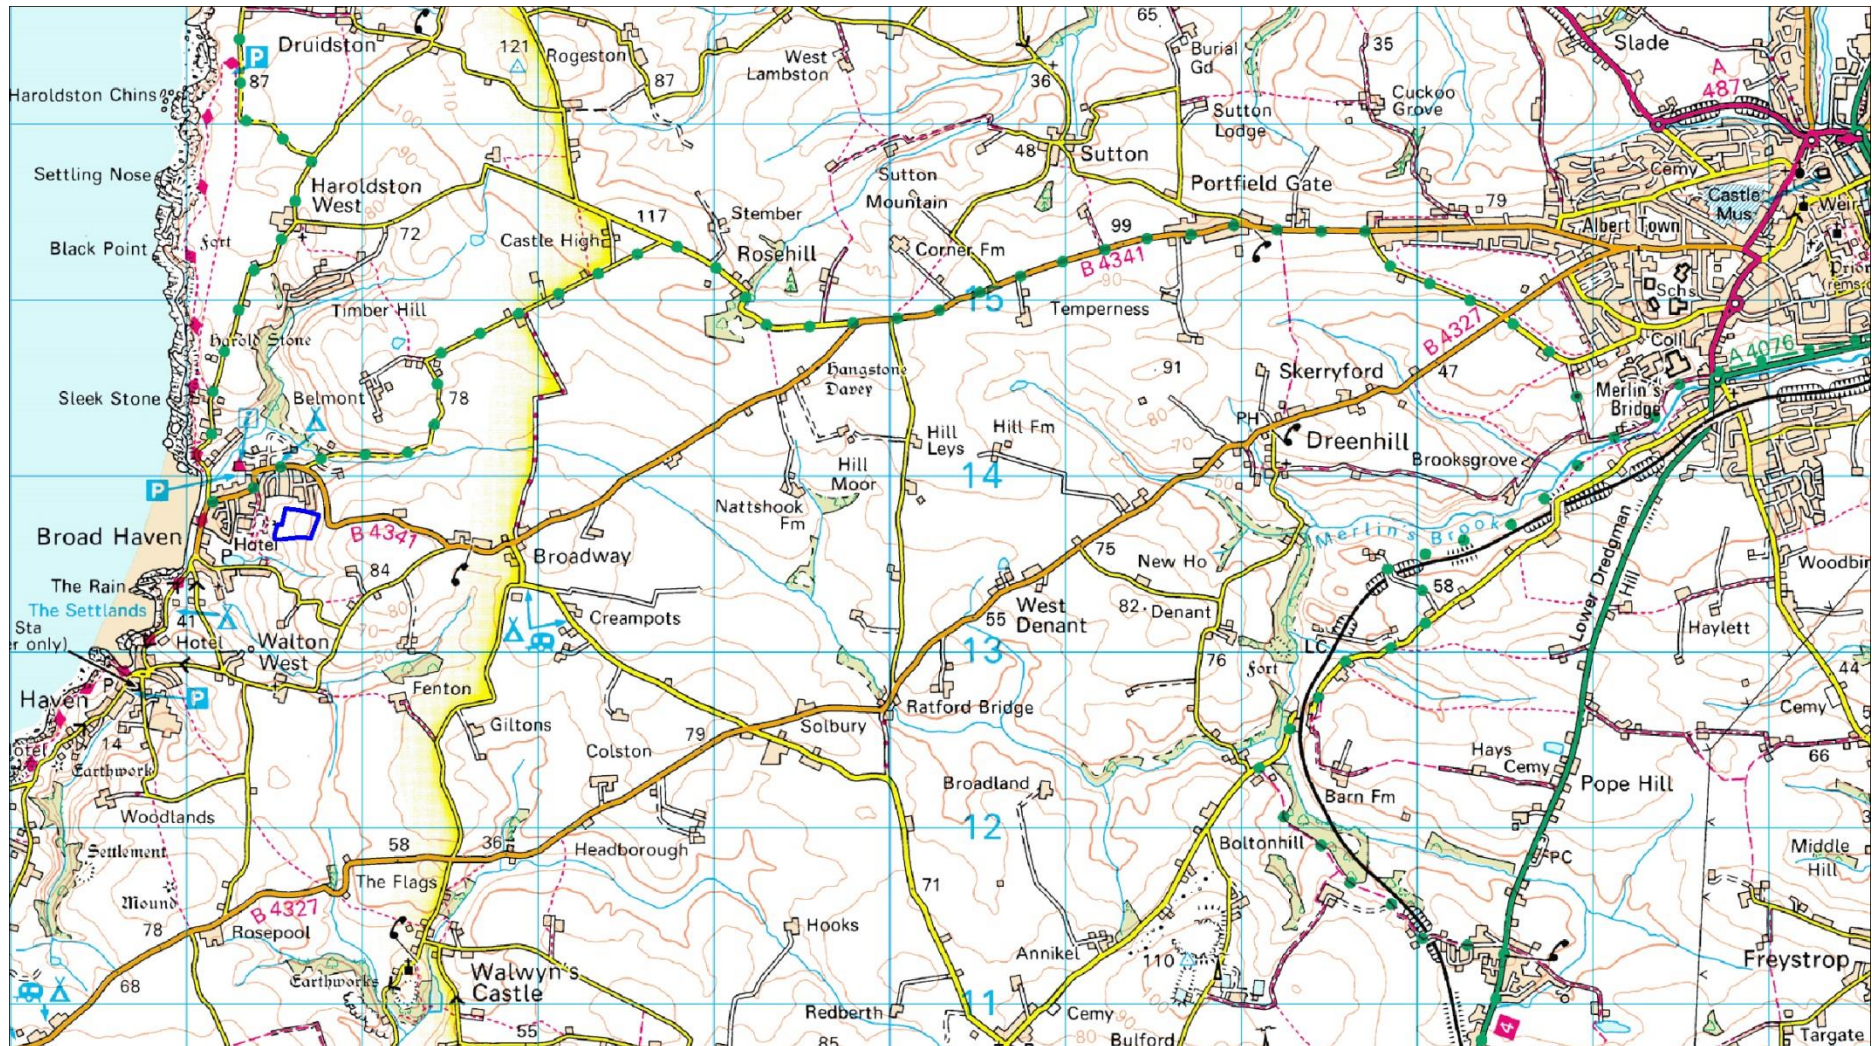 Druidston
121
Rogeston
87
West
Lambston
65
Burial
Gd
36
35
Slade
A
487
Haroldston Chins
87
Cuckoo
Grove
Sutton
Lodge
Settling Nose
Haroldston
West
48
Sutton
Sutton
Mountain
Portfield Gate
79
Cemy
Castle
Mus
Weir
Black Point
Fort
72
Castle High
117
Stember
Rosehill
Corner Fm
99
B 4341
90
Albert Town
Schs
Timber Hill
15
Temperness
B 4327
Coll
A 4076
Harold Stone
Sleek Stone
Belmont
78
Hangstone
Davey
91
Skerryford
47
Merlin's
Bridge
PH
Hill
Leys
Hill Fm
Dreenhill
Brooksgrove
P
Hill
Moor
14
Nattshook
Fm
Merlin's Brook
Broad Haven
Hotel
B 4341
Broadway
75
New Ho
Lower Dredgman
Hill
Woodbin
The Rain
The Settlands
84
Creampots
West
Denant
55
82
Denant
58
Sta
er only)
41
Hotel
Walton
West
13
76
Fort
LC
Haylett
44
Haven
P
Fenton
Giltons
Solbury
Ratford Bridge
Cemy
14
Colston
79
Hays
Cemy
66
Earthwork
Broadland
Barn Fm
Pope Hill
Woodlands
12
Settlement
58
36
Headborough
Boltonhill
PC
Middle
Hill
The Flags
71
Mound
B 4327
78
Rosepool
Hooks
Annikel
110
Freystrop
Earthworks
Walwyn's
Castle
68
11
Redberth
Cemy
55
85
80
Bulford
4
Targate